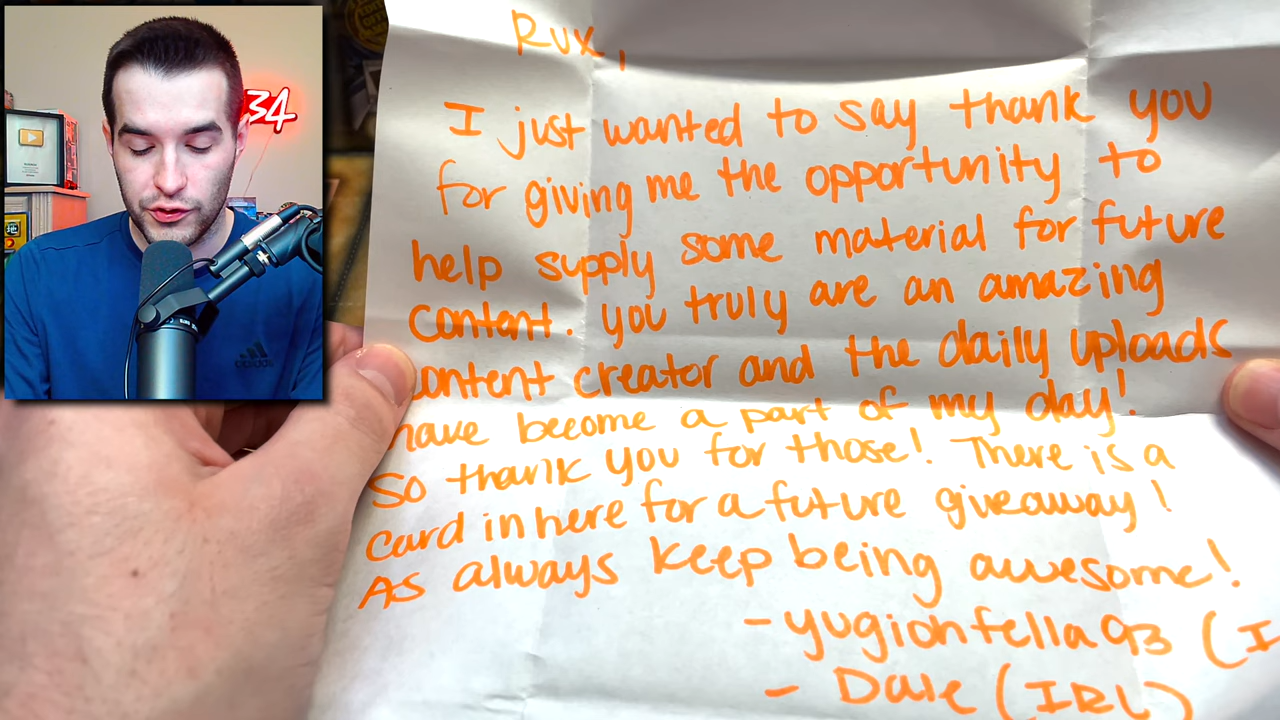 Rux,
I just wanted to say thank you
for giving me the opportunity to
help supply some material for future
content. you truly are an amazing
content creator and the daily uploads
have become a part of my day!
So thank you for those! There is a
card in here for a future giveaway!
As always keep being awesome!
- yugiohfella93 (I
- Dale (IRL)
34
adidas